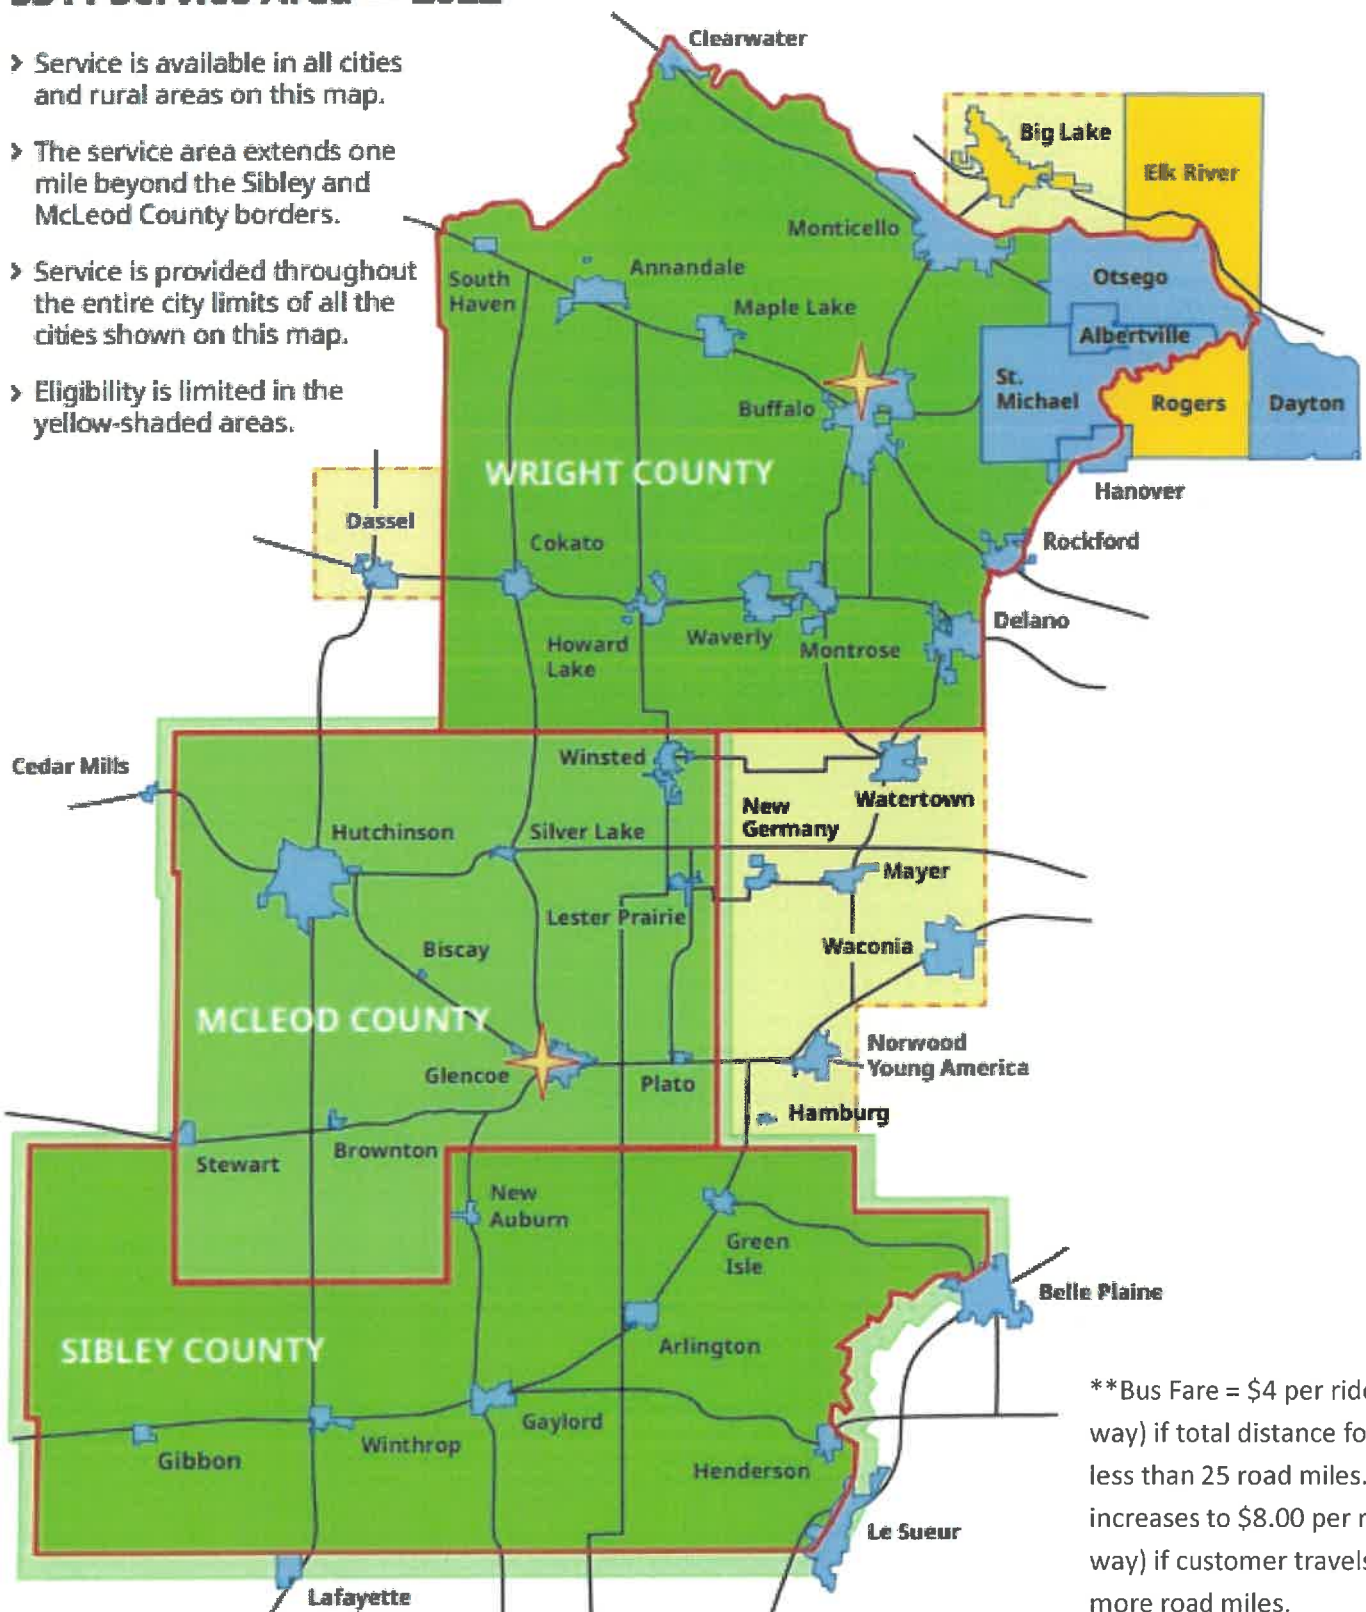 Service Area
> Service is available in all cities
and rural areas on this map.
> The service area extends one
mile beyond the Sibley and
McLeod County borders.
> Service is provided throughout
the entire city limits of all the
cities shown on this map.
> Eligibility is limited in the
yellow-shaded areas.
Clearwater
Big Lake
Elk River
Monticello
South
Haven
Annandale
Maple Lake
Otsego
Albertville
St.
Michael
Buffalo
Rogers
Dayton
WRIGHT COUNTY
Hanover
Dassel
Cokato
Rockford
Howard
Lake
Waverly
Montrose
Delano
Cedar Mills
Winsted
Watertown
New
Germany
Hutchinson
Silver Lake
Mayer
Lester Prairie
Biscay
Waconia
MCLEOD COUNTY
Glencoe
Plato
Norwood
Young America
Hamburg
Stewart
Brownton
New
Auburn
Green
Isle
Belle Plaine
SIBLEY COUNTY
Arlington
Gaylord
Gibbon
Winthrop
Henderson
Le Sueur
Lafayette
**Bus Fare = $4 per ride
way) if total distance fo
less than 25 road miles.
increases to $8.00 per r
way) if customer travels
more road miles.